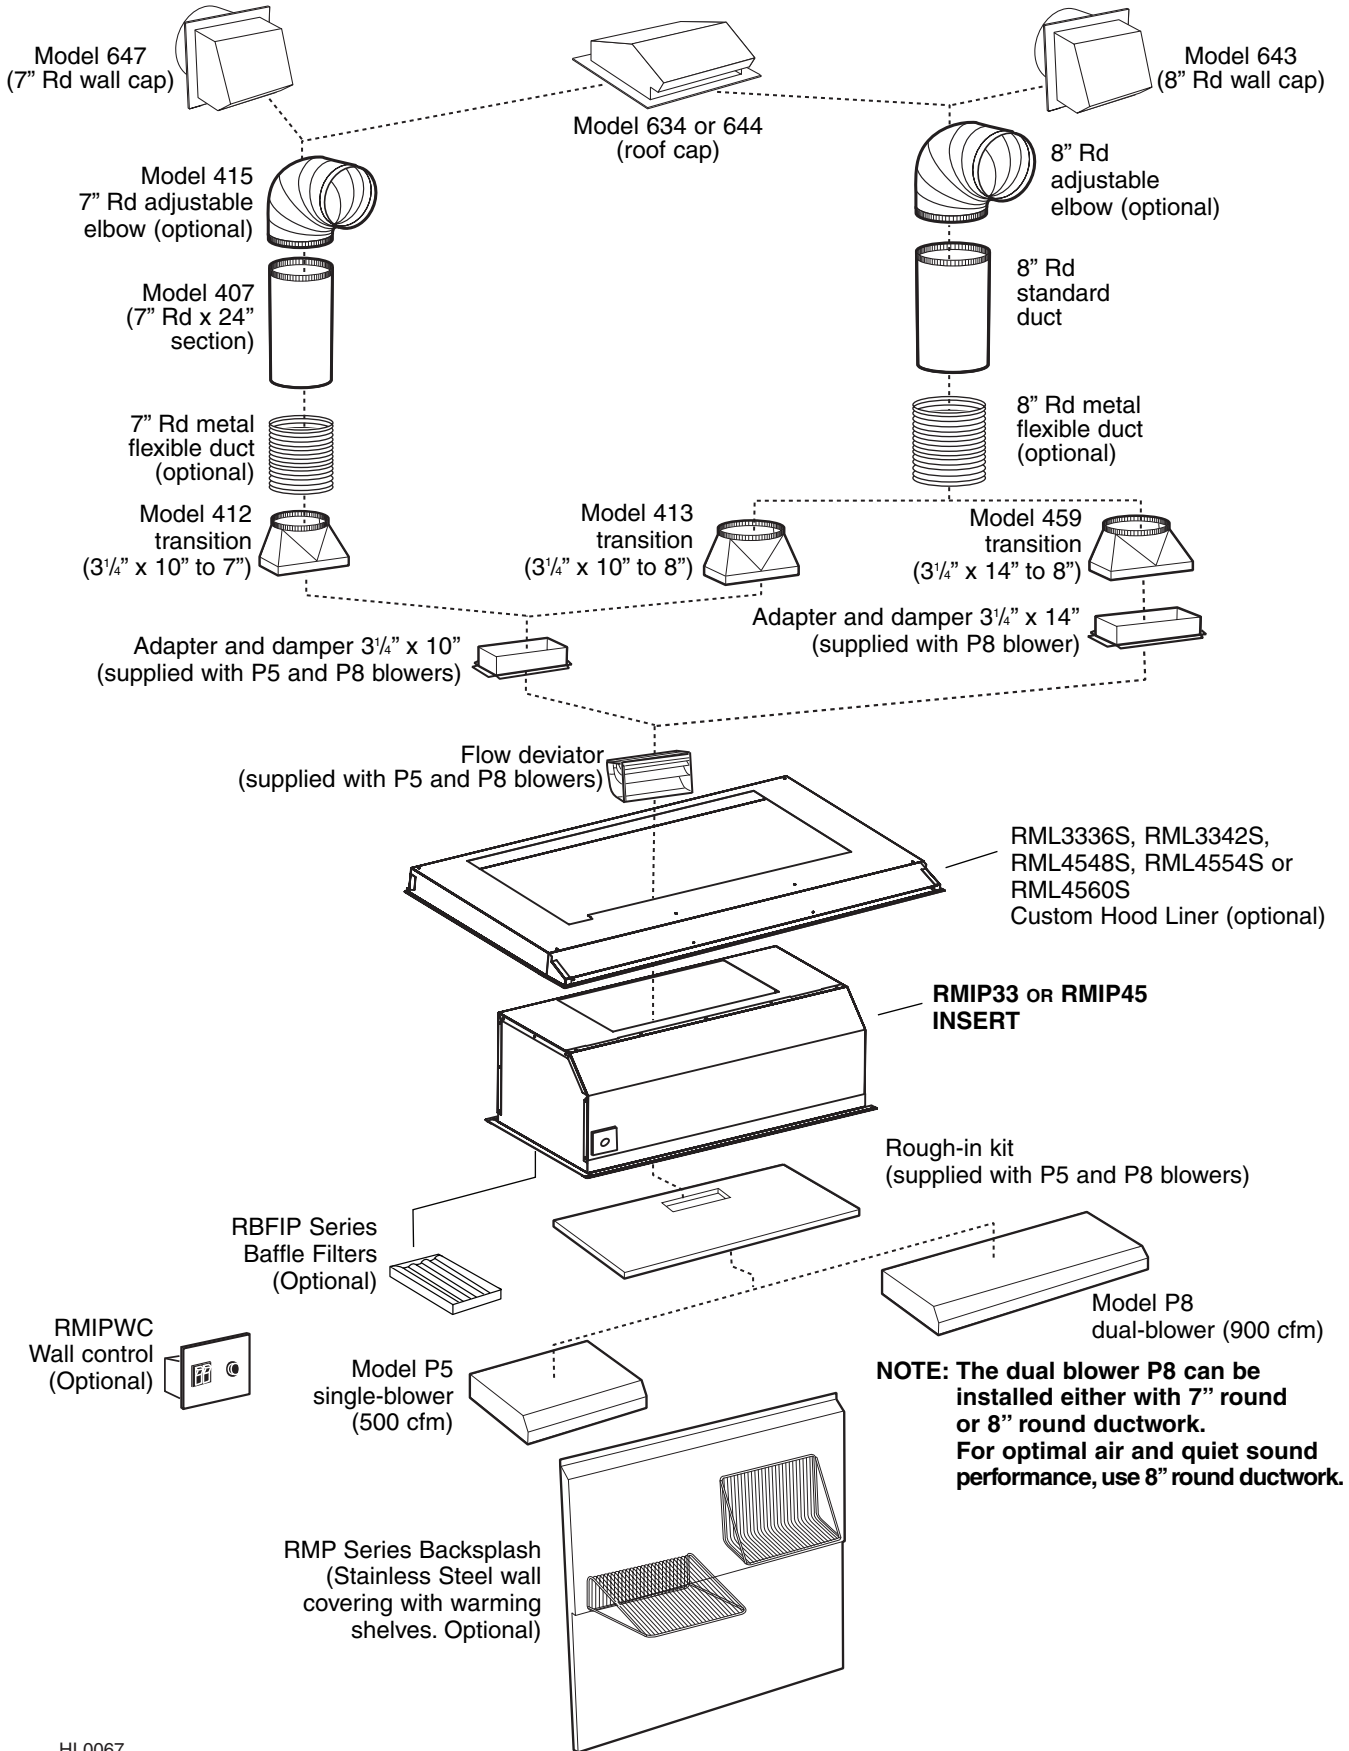 Model 647
(7” Rd wall cap)
Model 634 or 644
(roof cap)
Model 643
(8” Rd wall cap)
Model 415
7” Rd adjustable
elbow (optional)
8” Rd
adjustable
elbow (optional)
Model 407
(7” Rd x 24”
section)
8” Rd
standard
duct
7” Rd metal
flexible duct
(optional)
8” Rd metal
flexible duct
(optional)
Model 412
transition
(3¼” x 10” to 7”)
Model 413
transition
(3¼” x 10” to 8”)
Model 459
transition
(3¼” x 14” to 8”)
Adapter and damper 3¼” x 10”
(supplied with P5 and P8 blowers)
Adapter and damper 3¼” x 14”
(supplied with P8 blower)
Flow deviator
(supplied with P5 and P8 blowers)
RML3336S, RML3342S,
RML4548S, RML4554S or
RML4560S
Custom Hood Liner (optional)
RMIP33 OR RMIP45
INSERT
Rough-in kit
(supplied with P5 and P8 blowers)
RBFIP Series
Baffle Filters
(Optional)
RMIPWC
Wall control
(Optional)
Model P5
single-blower
(500 cfm)
Model P8
dual-blower (900 cfm)
NOTE: The dual blower P8 can be
installed either with 7” round
or 8” round ductwork.
For optimal air and quiet sound
performance, use 8” round ductwork.
RMP Series Backsplash
(Stainless Steel wall
covering with warming
shelves. Optional)